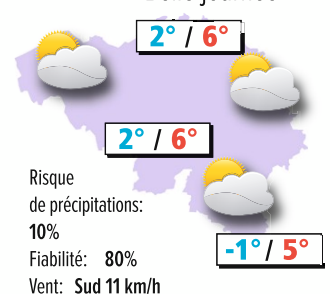 2° / 6°
2° / 6°
-1° / 5°
Risque
de précipitations:
10%
Fiabilité: 80%
Vent: Sud 11 km/h